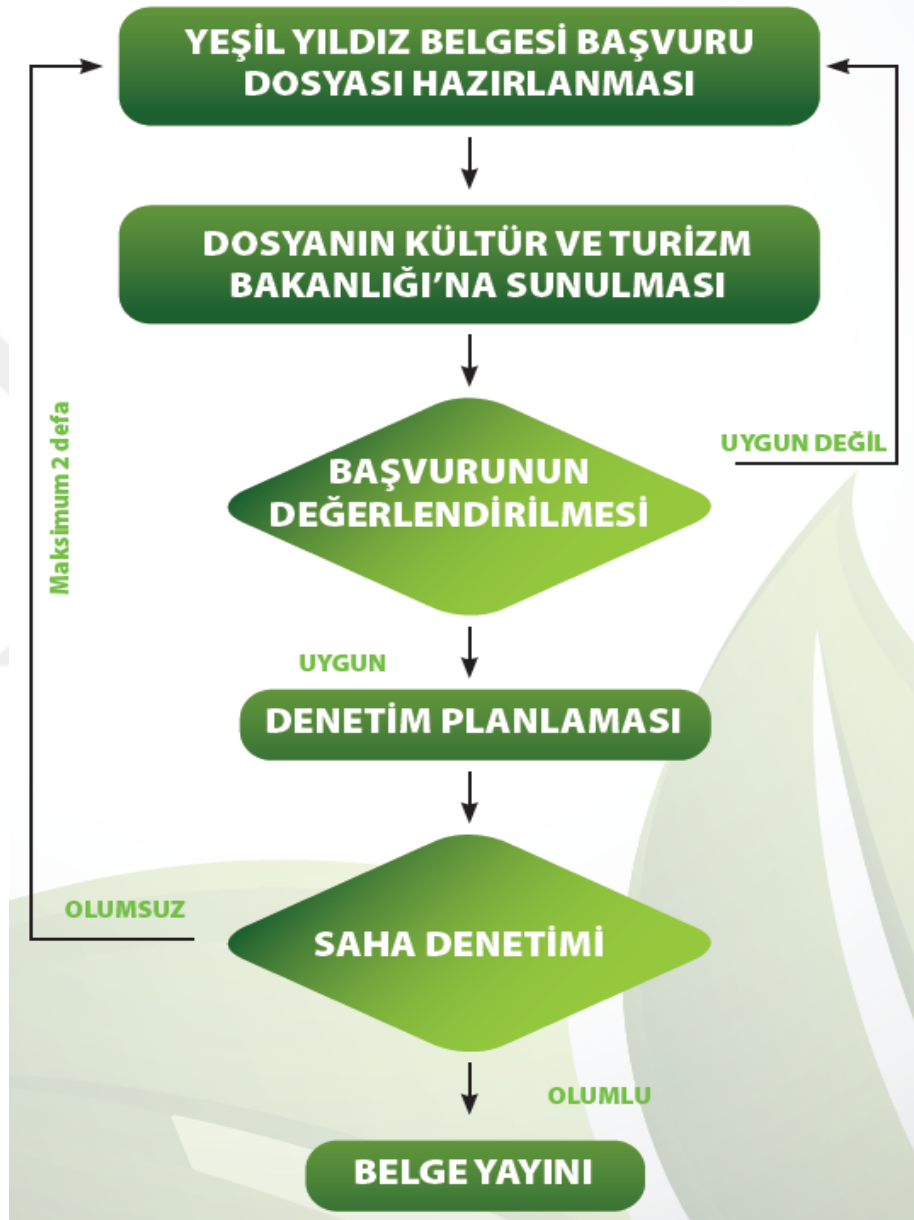 YEŞİL YILDIZ BELGESİ BAŞVURU
DOSYASI HAZIRLANMASI
DOSYANIN KÜLTÜR VE TURİZM
BAKANLIĞI’NA SUNULMASI
Maksimum 2 defa
UYGUN DEĞİL
BAŞVURUNUN
DEĞERLENDİRİLMESİ
UYGUN
DENETİM PLANLAMASI
OLUMSUZ
SAHA DENETİMİ
OLUMLU
BELGE YAYINI